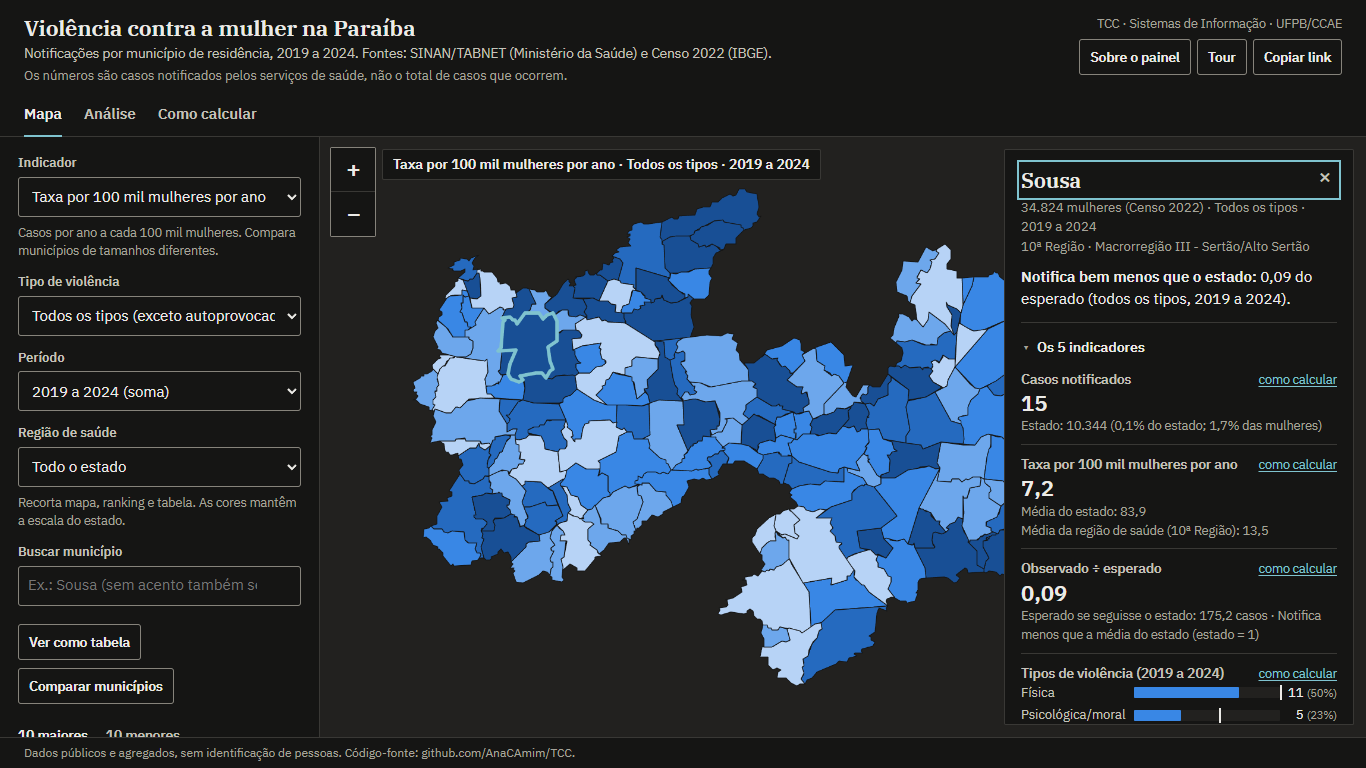 Violência contra a mulher na Paraíba
Notificações por município de residência, 2019 a 2024. Fontes: SINAN/TABNET (Ministério da Saúde) e Censo 2022 (IBGE).
Os números são casos notificados pelos serviços de saúde, não o total de casos que ocorrem.
TCC · Sistemas de Informação · UFPB/CCAE
Sobre o painel
Tour
Copiar link
Mapa
Análise
Como calcular
Indicador
Taxa por 100 mil mulheres por ano
Casos por ano a cada 100 mil mulheres. Compara
municípios de tamanhos diferentes.
Tipo de violência
Todos os tipos (exceto autoprovocac
Período
2019 a 2024 (soma)
Região de saúde
Todo o estado
Recorta mapa, ranking e tabela. As cores mantêm
a escala do estado.
Buscar município
Ex.: Sousa (sem acento também se
Ver como tabela
Comparar municípios
10 maiores
10 menores
+
−
Taxa por 100 mil mulheres por ano · Todos os tipos · 2019 a 2024
Sousa
×
34.824 mulheres (Censo 2022) · Todos os tipos ·
2019 a 2024
10ª Região · Macrorregião III - Sertão/Alto Sertão
Notifica bem menos que o estado: 0,09 do
esperado (todos os tipos, 2019 a 2024).
Os 5 indicadores
Casos notificados como calcular
15
Estado: 10.344 (0,1% do estado; 1,7% das mulheres)
Taxa por 100 mil mulheres por ano como calcular
7,2
Média do estado: 83,9
Média da região de saúde (10ª Região): 13,5
Observado ÷ esperado como calcular
0,09
Esperado se seguisse o estado: 175,2 casos · Notifica
menos que a média do estado (estado = 1)
Tipos de violência (2019 a 2024) como calcular
Física 11 (50%)
Psicológica/moral 5 (23%)
Dados públicos e agregados, sem identificação de pessoas. Código-fonte: github.com/AnaCAmim/TCC.